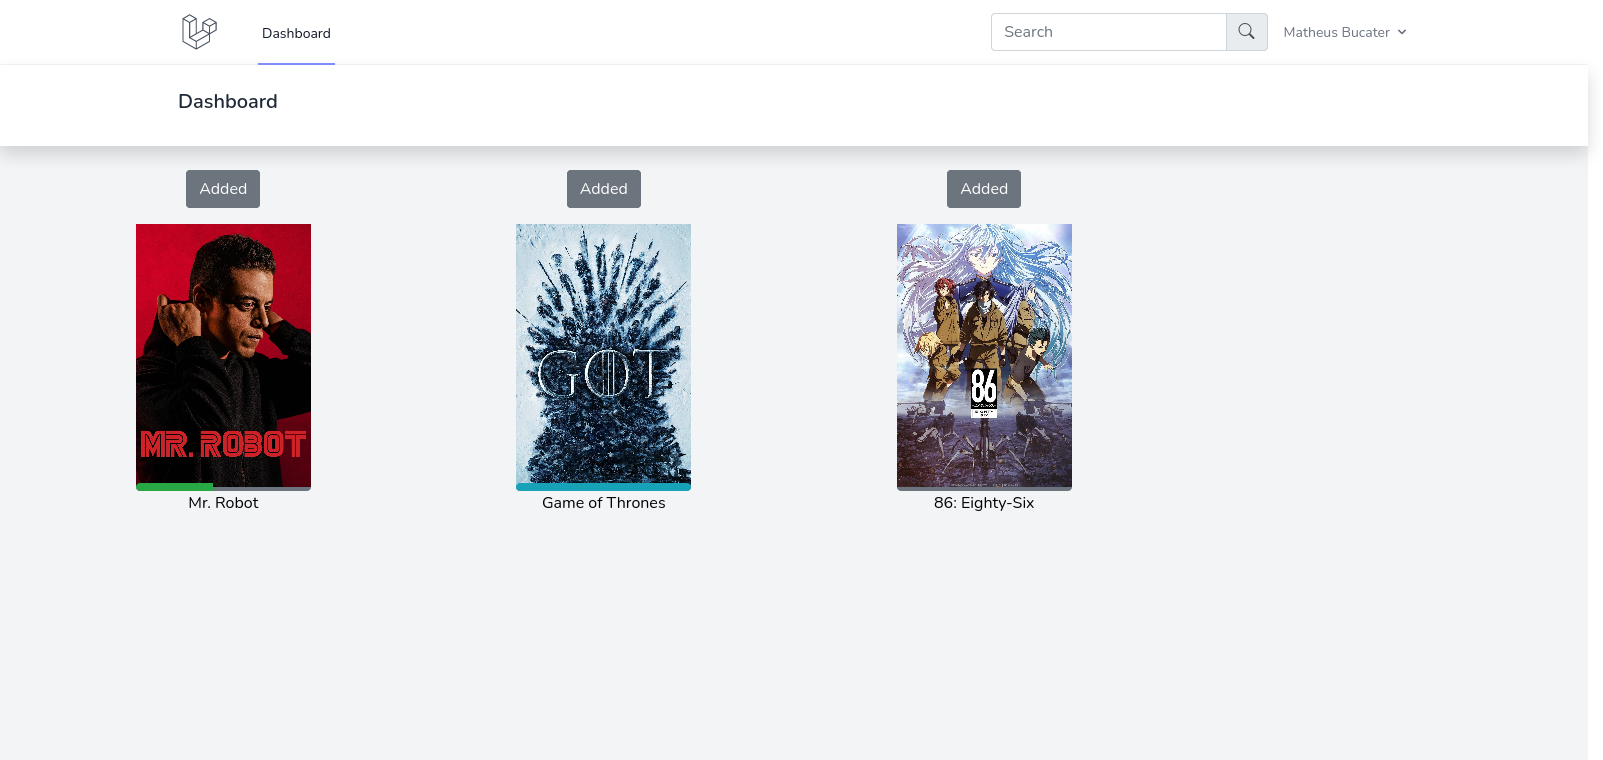 Dashboard
Search
Matheus Bucater
Dashboard
Added
Added
Added
MR. ROBOT
GOT
86
Mr. Robot
Game of Thrones
86: Eighty-Six